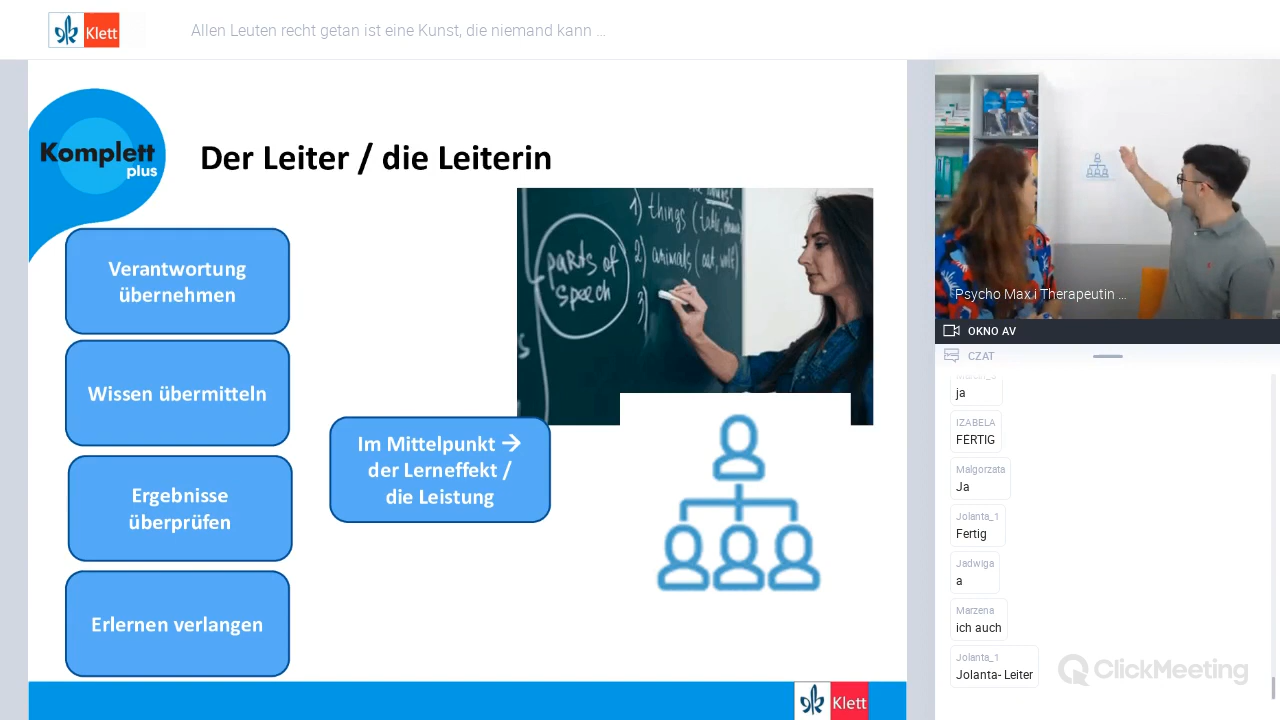 Klett
Allen Leuten recht getan ist eine Kunst, die niemand kann ...
Komplett
plus
Der Leiter / die Leiterin
Verantwortung
übernehmen
Wissen übermitteln
Ergebnisse
überprüfen
Erlernen verlangen
Im Mittelpunkt →
der Lerneffekt /
die Leistung
1) things (table,
2) animals (cat, wolf)
3)
parts of
speech
Klett
Psycho Max.i Therapeutin ...
OKNO AV
CZAT
ja
IZABELA
FERTIG
Malgorzata
Ja
Jolanta_1
Fertig
Jadwiga
a
Marzena
ich auch
Jolanta_1
Jolanta- Leiter
ClickMeeting